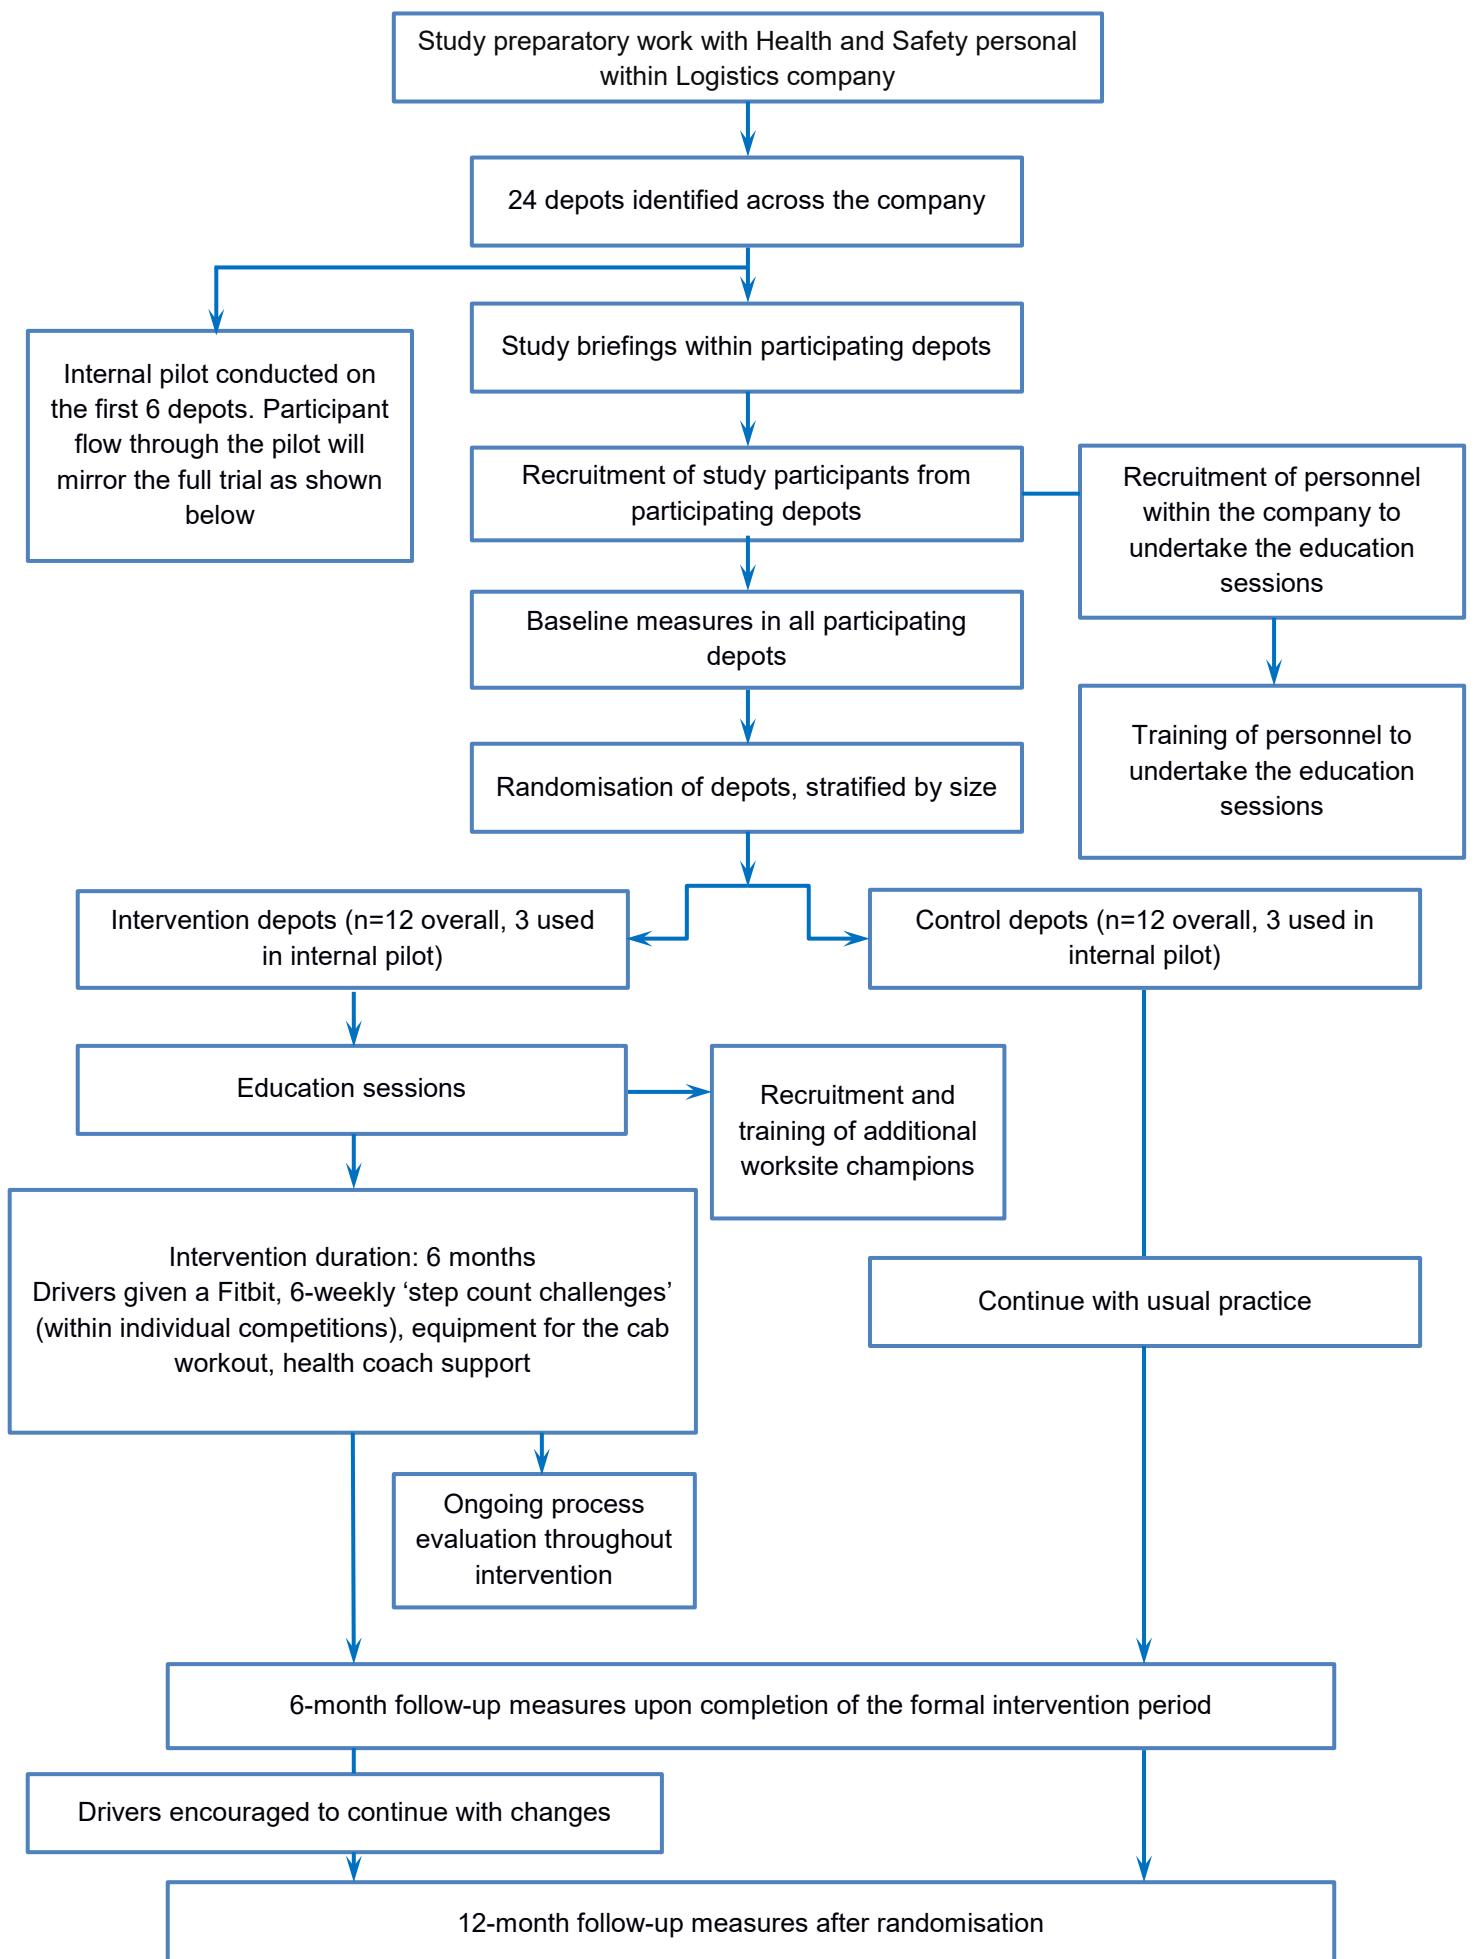 Study preparatory work with Health and Safety personal
within Logistics company
24 depots identified across the company
Study briefings within participating depots
Internal pilot conducted on
the first 6 depots. Participant
flow through the pilot will
mirror the full trial as shown
below
Recruitment of study participants from
participating depots
Recruitment of personnel
within the company to
undertake the education
sessions
Baseline measures in all participating
depots
Training of personnel to
undertake the education
sessions
Randomisation of depots, stratified by size
Intervention depots (n=12 overall, 3 used
in internal pilot)
Control depots (n=12 overall, 3 used in
internal pilot)
Education sessions
Recruitment and
training of additional
worksite champions
Intervention duration: 6 months
Drivers given a Fitbit, 6-weekly ‘step count challenges’
(within individual competitions), equipment for the cab
workout, health coach support
Continue with usual practice
Ongoing process
evaluation throughout
intervention
6-month follow-up measures upon completion of the formal intervention period
Drivers encouraged to continue with changes
12-month follow-up measures after randomisation